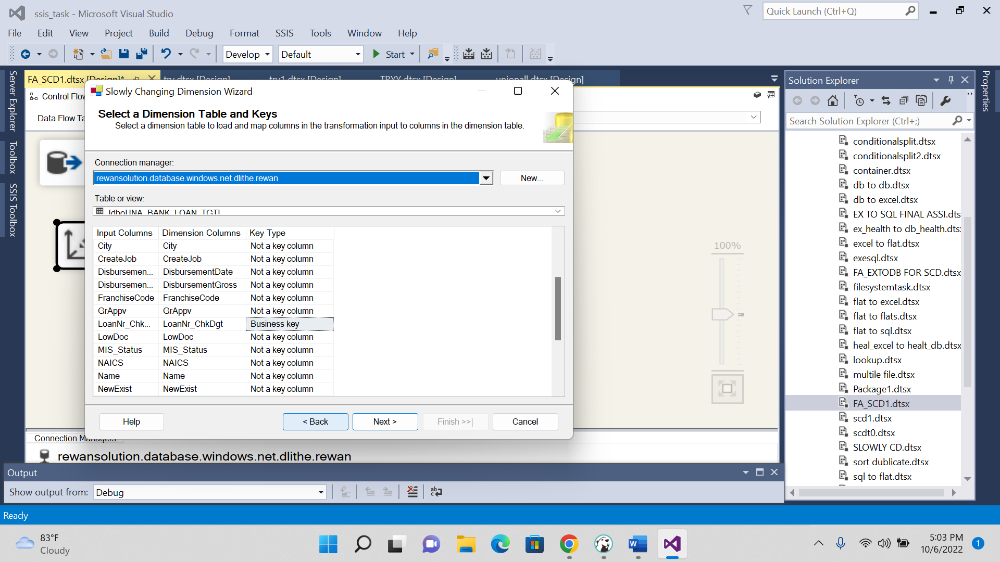 ssis_task - Microsoft Visual Studio
Quick Launch (Ctrl+Q)
File Edit View Project Build Debug Format SSIS Tools Window Help
Develop Default Start
FA_SCD1.dtsx [Design]* try.dtsx [Design] try1.dtsx [Design] TRYY.dtsx [Design] unionall.dtsx [Design]
Server Explorer
Toolbox
SSIS Toolbox
Control Flow
Data Flow Ta
Slowly Changing Dimension Wizard
Select a Dimension Table and Keys
Select a dimension table to load and map columns in the transformation input to columns in the dimension table.
Connection manager:
rewansolution.database.windows.net.dlithe.rewan
New...
Table or view:
[dbo].[NA_BANK_LOAN_TGT]
Input Columns Dimension Columns Key Type
City City Not a key column
CreateJob CreateJob Not a key column
Disbursemen... DisbursementDate Not a key column
Disbursemen... DisbursementGross Not a key column
FranchiseCode FranchiseCode Not a key column
GrAppv GrAppv Not a key column
LoanNr_Chk... LoanNr_ChkDgt Business key
LowDoc LowDoc Not a key column
MIS_Status MIS_Status Not a key column
NAICS NAICS Not a key column
Name Name Not a key column
NewExist NewExist Not a key column
Help < Back Next > Finish >>| Cancel
100%
Connection Managers
rewansolution.database.windows.net.dlithe.rewan
Output
Show output from: Debug
Ready
Solution Explorer
Properties
Search Solution Explorer (Ctrl+;)
conditionalsplit.dtsx
conditionalsplit2.dtsx
container.dtsx
db to db.dtsx
db to excel.dtsx
EX TO SQL FINAL ASSI.dts
ex_health to db_health.dts
excel to flat.dtsx
exesql.dtsx
FA_EXTODB FOR SCD.dtsx
filesystemtask.dtsx
flat to excel.dtsx
flat to flats.dtsx
flat to sql.dtsx
heal_excel to healt_db.dtsx
lookup.dtsx
multile file.dtsx
Package1.dtsx
FA_SCD1.dtsx
scd1.dtsx
scdt0.dtsx
SLOWLY CD.dtsx
sort dublicate.dtsx
sql to flat.dtsx
83°F
Cloudy
5:03 PM
10/6/2022
1